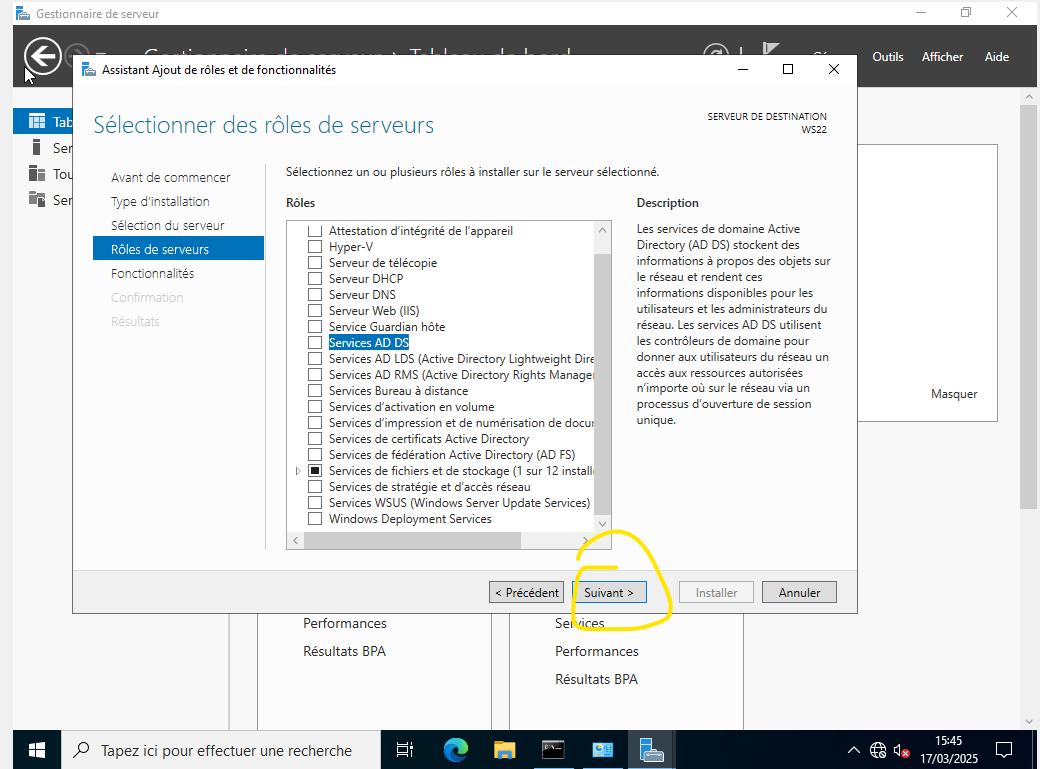 Gestionnaire de serveur
Outils Afficher Aide
Assistant Ajout de rôles et de fonctionnalités
Tab
Ser
Tou
Ser
Sélectionner des rôles de serveurs
SERVEUR DE DESTINATION
WS22
Avant de commencer
Type d'installation
Sélection du serveur
Rôles de serveurs
Fonctionnalités
Confirmation
Résultats
Sélectionnez un ou plusieurs rôles à installer sur le serveur sélectionné.
Rôles
Attestation d'intégrité de l'appareil
Hyper-V
Serveur de télécopie
Serveur DHCP
Serveur DNS
Serveur Web (IIS)
Service Guardian hôte
Services AD DS
Services AD LDS (Active Directory Lightweight Dire
Services AD RMS (Active Directory Rights Manage
Services Bureau à distance
Services d'activation en volume
Services d'impression et de numérisation de docu
Services de certificats Active Directory
Services de fédération Active Directory (AD FS)
Services de fichiers et de stockage (1 sur 12 install
Services de stratégie et d'accès réseau
Services WSUS (Windows Server Update Services)
Windows Deployment Services
Description
Les services de domaine Active
Directory (AD DS) stockent des
informations à propos des objets sur
le réseau et rendent ces
informations disponibles pour les
utilisateurs et les administrateurs du
réseau. Les services AD DS utilisent
les contrôleurs de domaine pour
donner aux utilisateurs du réseau un
accès aux ressources autorisées
n'importe où sur le réseau via un
processus d'ouverture de session
unique.
Masquer
< Précédent Suivant > Installer Annuler
Performances
Résultats BPA
Services
Performances
Résultats BPA
Tapez ici pour effectuer une recherche
15:45
17/03/2025